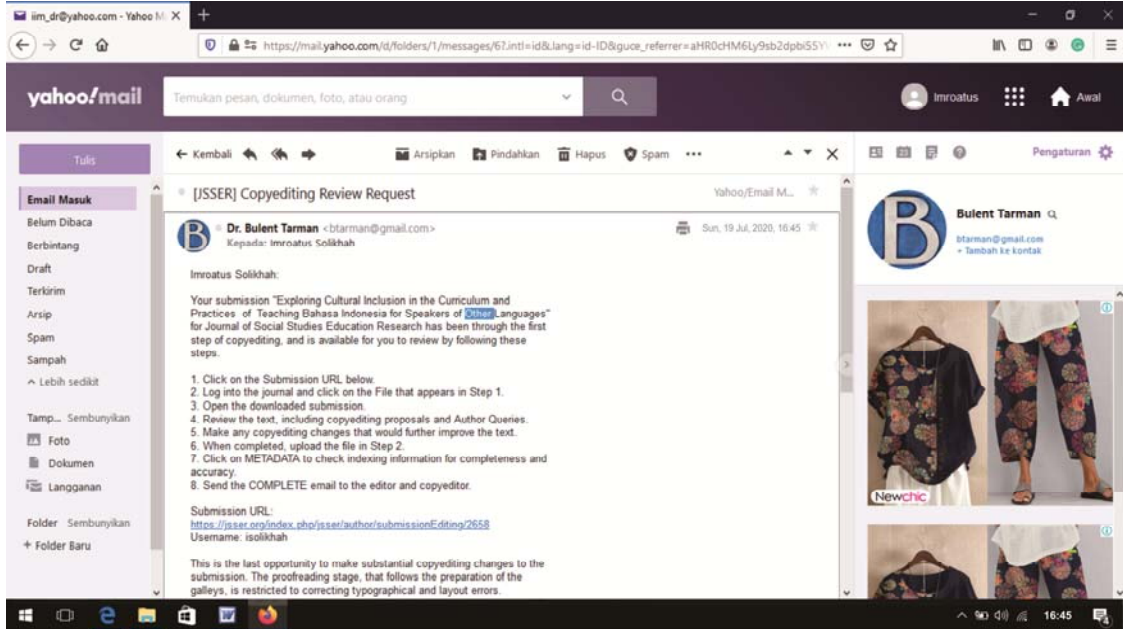 iim_dr@yahoo.com - Yahoo M
https://mail.yahoo.com/d/folders/1/messages/6?.intl=id&.lang=id-ID&guce_referrer=
yahoo!mail
Temukan pesan, dokumen, foto, atau orang
Imroatus
Awal
Tulis
Kembali
Arsipkan
Pindahkan
Hapus
Spam
Pengaturan
Email Masuk
Belum Dibaca
Berbintang
Draft
Terkirim
Arsip
Spam
Sampah
Lebih sedikit
Tamp... Sembunyikan
Foto
Dokumen
Langganan
Folder Sembunyikan
+ Folder Baru
[JSSER] Copyediting Review Request
Yahoo/Email M...
Dr. Bulent Tarman <btarman@gmail.com>
Sun, 19 Jul, 2020, 16.45
Kepada: Imroatus Solikhah
Imroatus Solikhah:
Your submission "Exploring Cultural Inclusion in the Curriculum and
Practices of Teaching Bahasa Indonesia for Speakers of Other Languages"
for Journal of Social Studies Education Research has been through the first
step of copyediting, and is available for you to review by following these
steps.
1. Click on the Submission URL below.
2. Log into the journal and click on the File that appears in Step 1.
3. Open the downloaded submission.
4. Review the text, including copyediting proposals and Author Queries.
5. Make any copyediting changes that would further improve the text.
6. When completed, upload the file in Step 2.
7. Click on METADATA to check indexing information for completeness and
accuracy.
8. Send the COMPLETE email to the editor and copyeditor.
Submission URL:
https://jsser.org/index.php/jsser/author/submissionEditing/2658
Username: isolikhah
This is the last opportunity to make substantial copyediting changes to the
submission. The proofreading stage, that follows the preparation of the
galleys, is restricted to correcting typographical and layout errors.
Bulent Tarman
btarman@gmail.com
+ Tambah ke kontak
Newchic
16:45